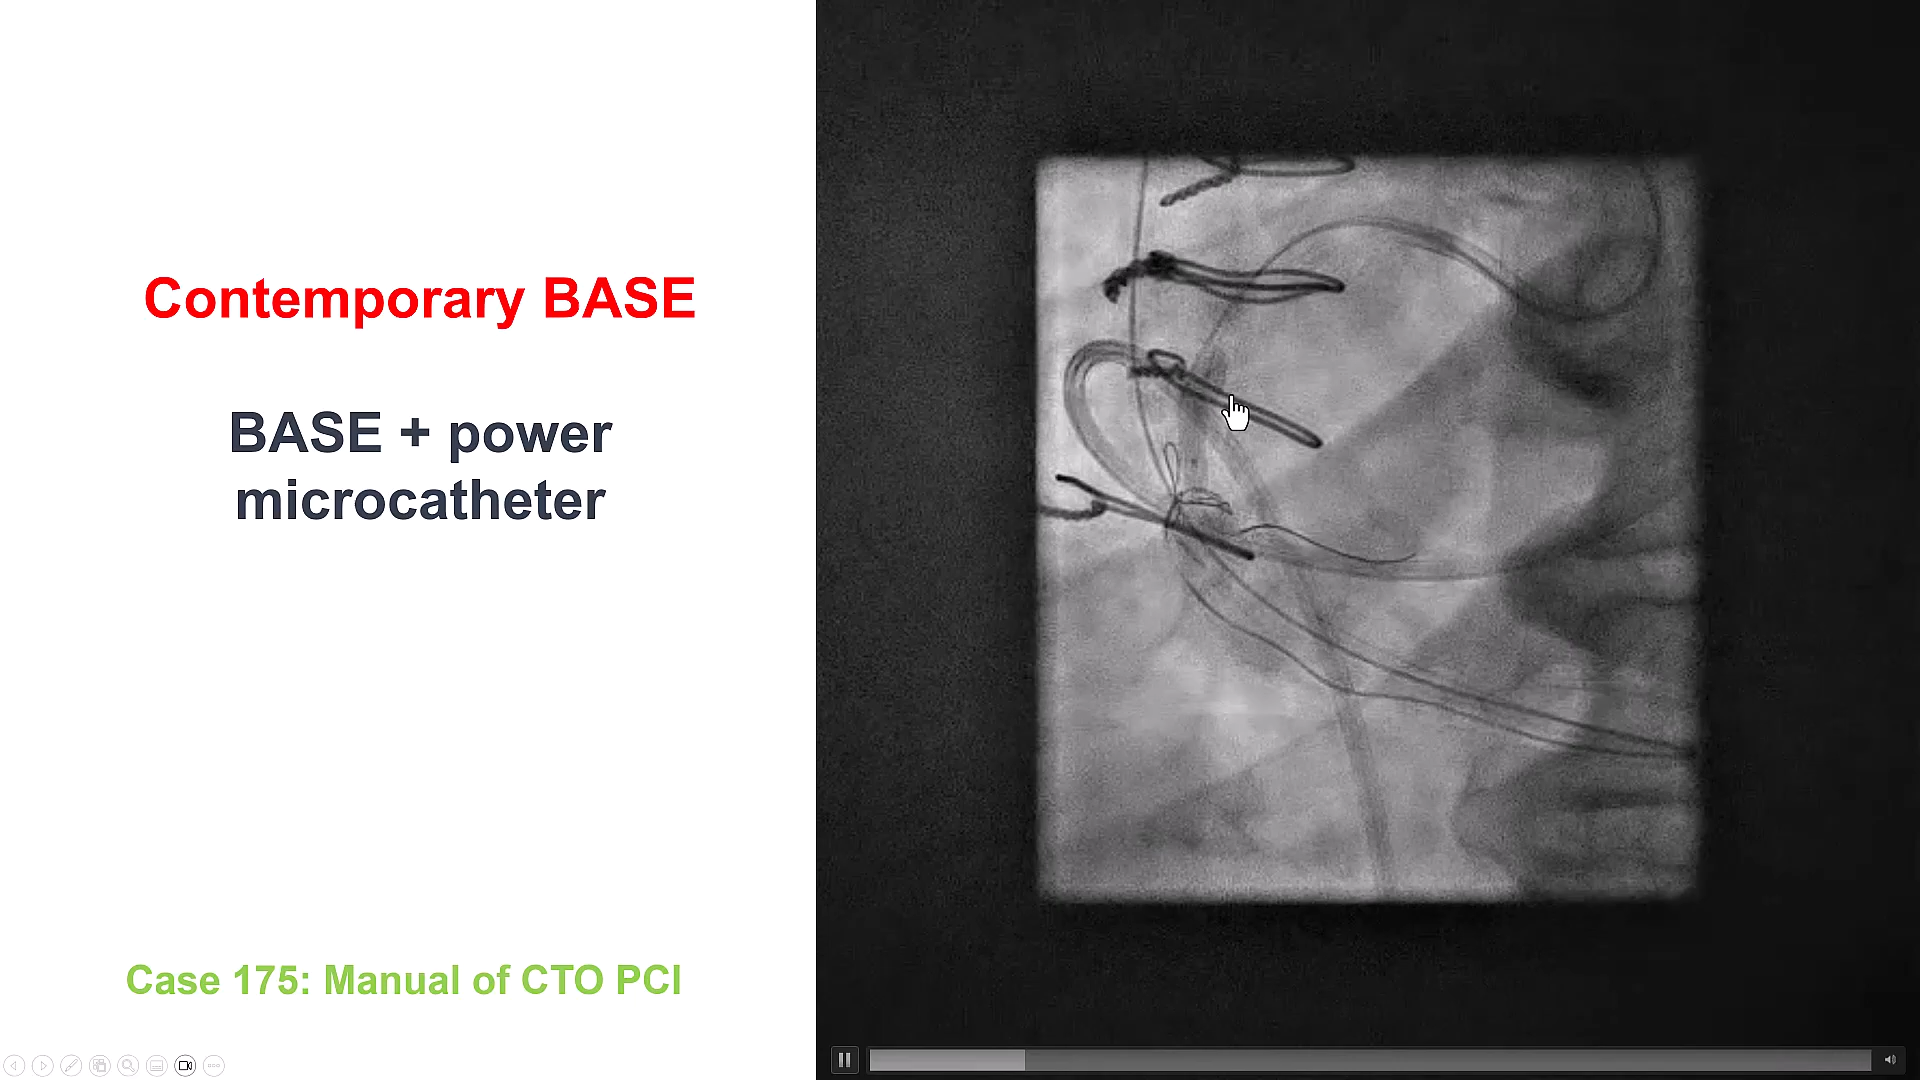 Contemporary BASE
BASE + power
microcatheter
Case 175: Manual of CTO PCI